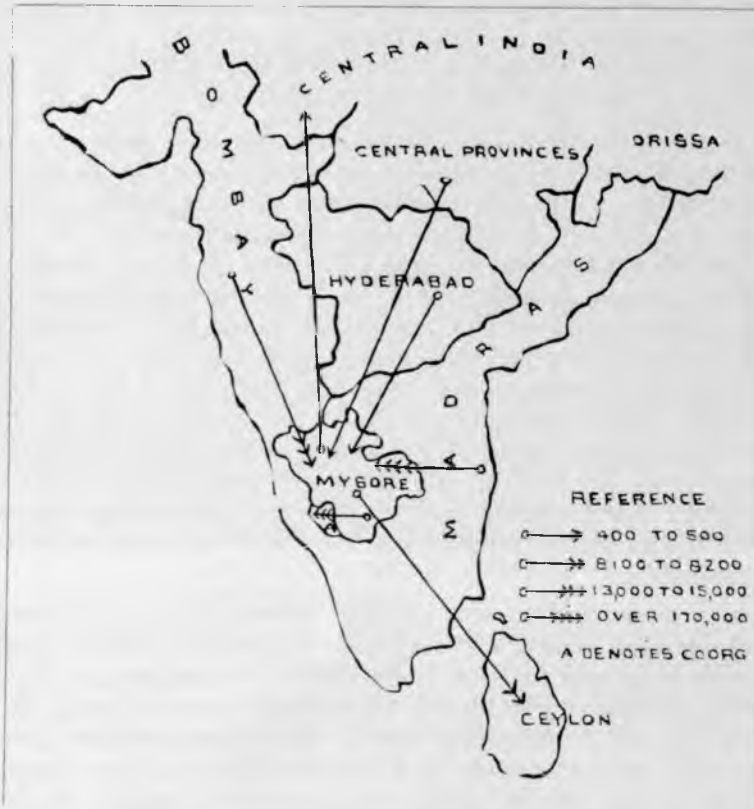 CENTRAL INDIA
BOMBAY
CENTRAL PROVINCES
ORISSA
HYDERABAD
MADRAS
MYSORE
REFERENCE
400 TO 500
8100 TO 8200
13,000 TO 15,000
OVER 170,000
A DENOTES COORG
CEYLON
A